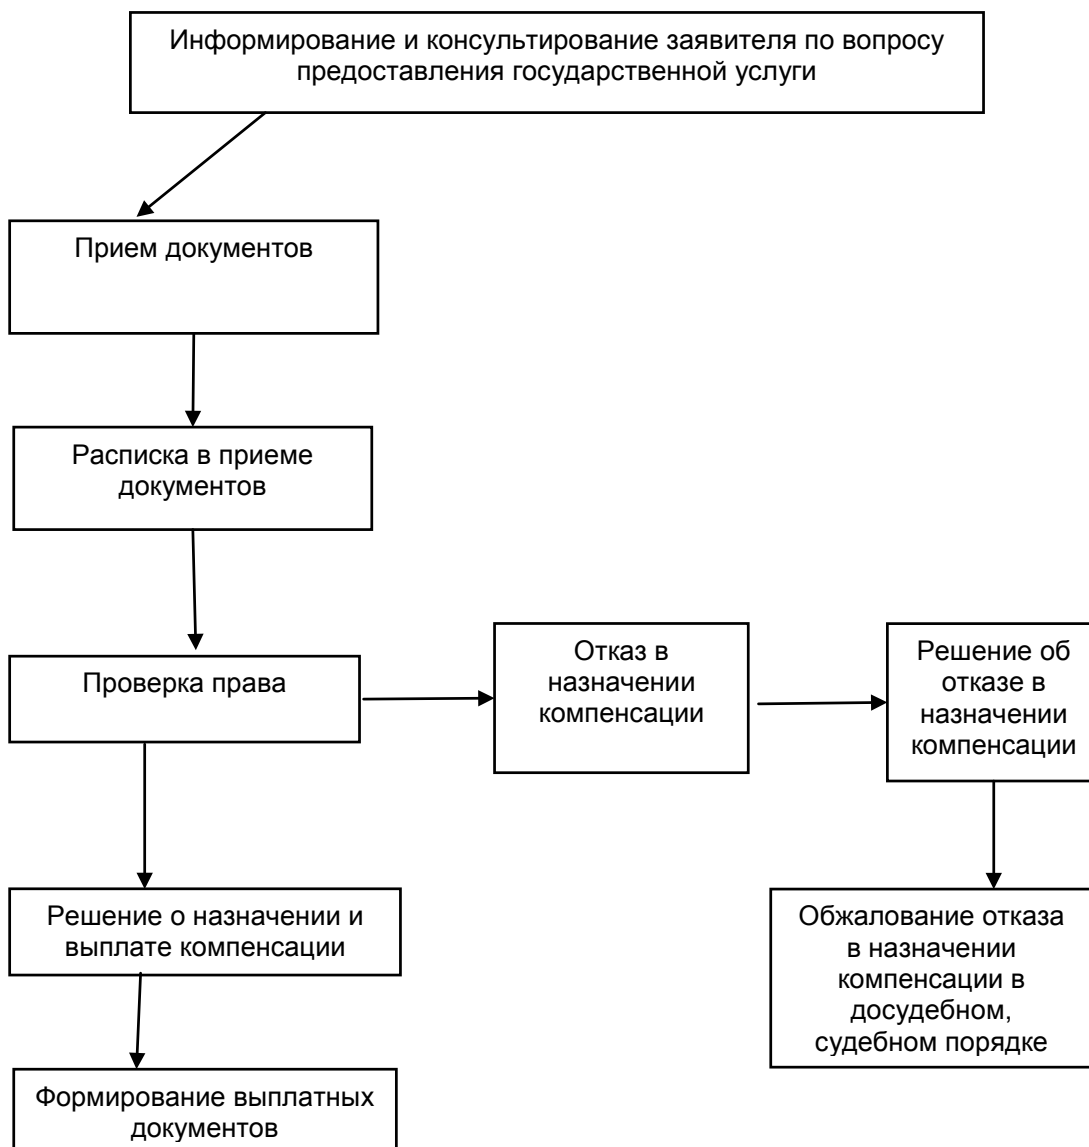 Информирование и консультирование заявителя по вопросу
предоставления государственной услуги
Прием документов
Расписка в приеме
документов
Проверка права
Отказ в
назначении
компенсации
Решение об
отказе в
назначении
компенсации
Решение о назначении и
выплате компенсации
Обжалование отказа
в назначении
компенсации в
досудебном,
судебном порядке
Формирование выплатных
документов